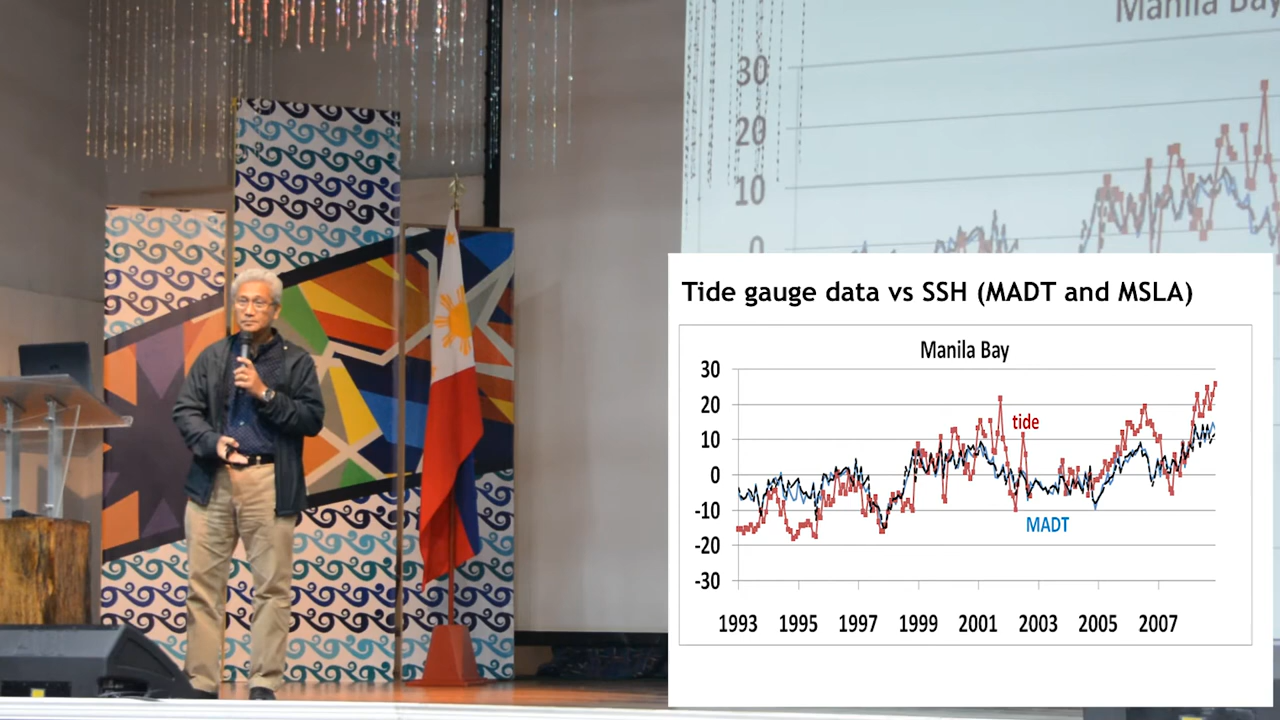 Manila Bay
30
20
10
0
Tide gauge data vs SSH (MADT and MSLA)
Manila Bay
30
20
10
0
-10
-20
-30
tide
MADT
1993 1995 1997 1999 2001 2003 2005 2007